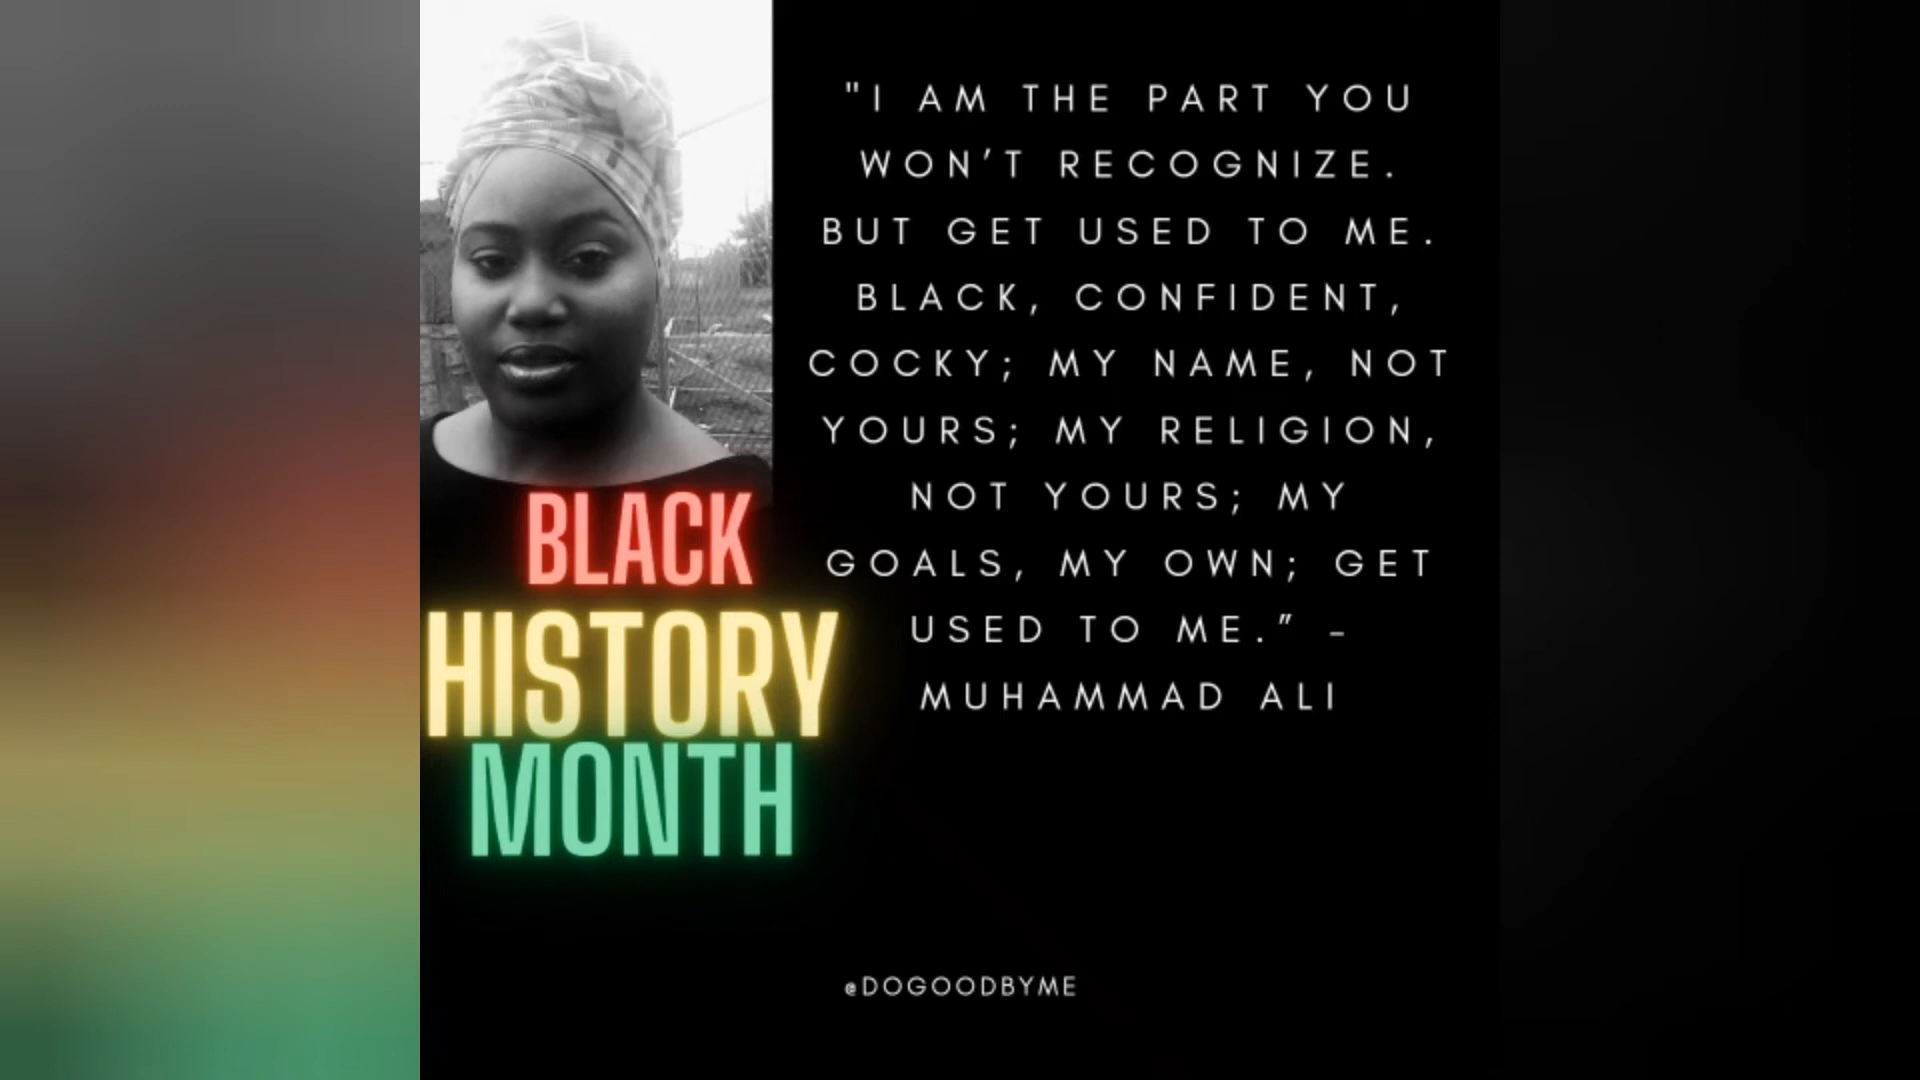 "I AM THE PART YOU
WON’T RECOGNIZE.
BUT GET USED TO ME.
BLACK, CONFIDENT,
COCKY; MY NAME, NOT
YOURS; MY RELIGION,
NOT YOURS; MY
GOALS, MY OWN; GET
USED TO ME.” -
MUHAMMAD ALI
BLACK
HISTORY
MONTH
@DOGOODBYME